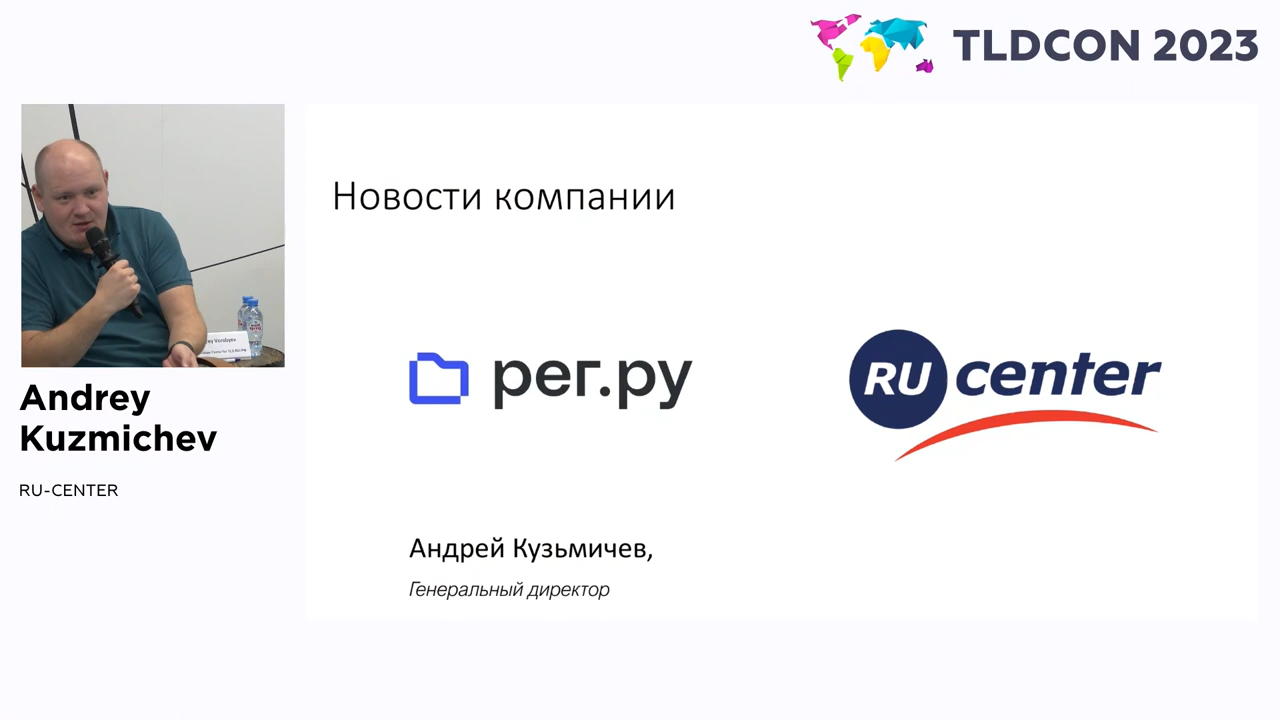 TLDCON 2023
Новости компании
рег.ру
RU center
Andrey
Kuzmichev
RU-CENTER
Андрей Кузьмичев,
Генеральный директор